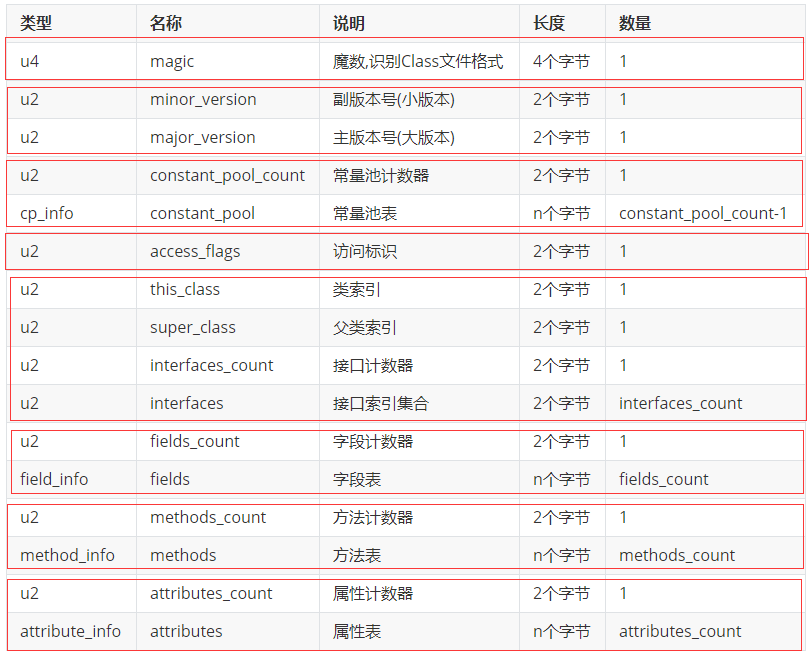 类型 名称 说明 长度 数量
u4 magic 魔数,识别Class文件格式 4个字节 1
u2 minor_version 副版本号(小版本) 2个字节 1
u2 major_version 主版本号(大版本) 2个字节 1
u2 constant_pool_count 常量池计数器 2个字节 1
cp_info constant_pool 常量池表 n个字节 constant_pool_count-1
u2 access_flags 访问标识 2个字节 1
u2 this_class 类索引 2个字节 1
u2 super_class 父类索引 2个字节 1
u2 interfaces_count 接口计数器 2个字节 1
u2 interfaces 接口索引集合 2个字节 interfaces_count
u2 fields_count 字段计数器 2个字节 1
field_info fields 字段表 n个字节 fields_count
u2 methods_count 方法计数器 2个字节 1
method_info methods 方法表 n个字节 methods_count
u2 attributes_count 属性计数器 2个字节 1
attribute_info attributes 属性表 n个字节 attributes_count